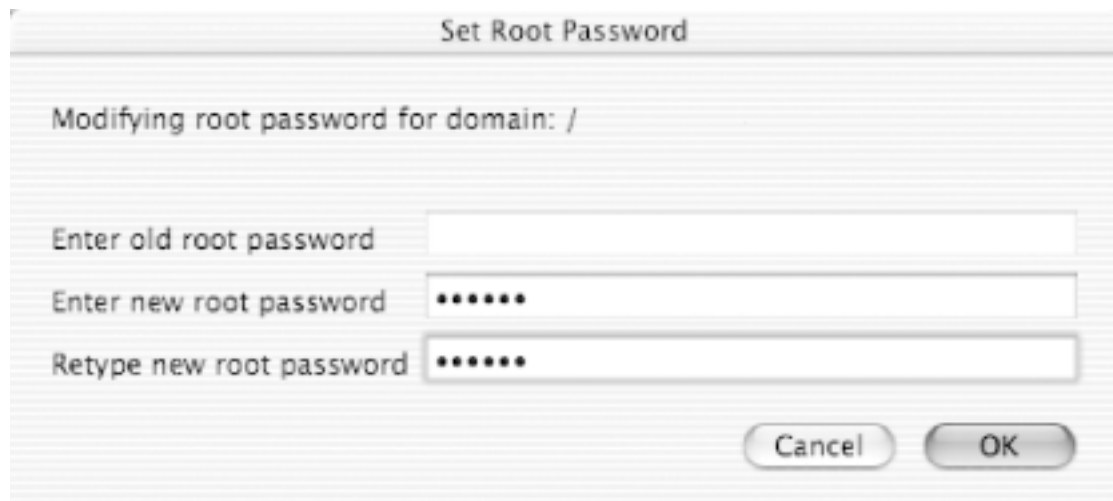 Set Root Password
Modifying root password for domain: /
Enter old root password
Enter new root password ••••••
Retype new root password ••••••
Cancel OK